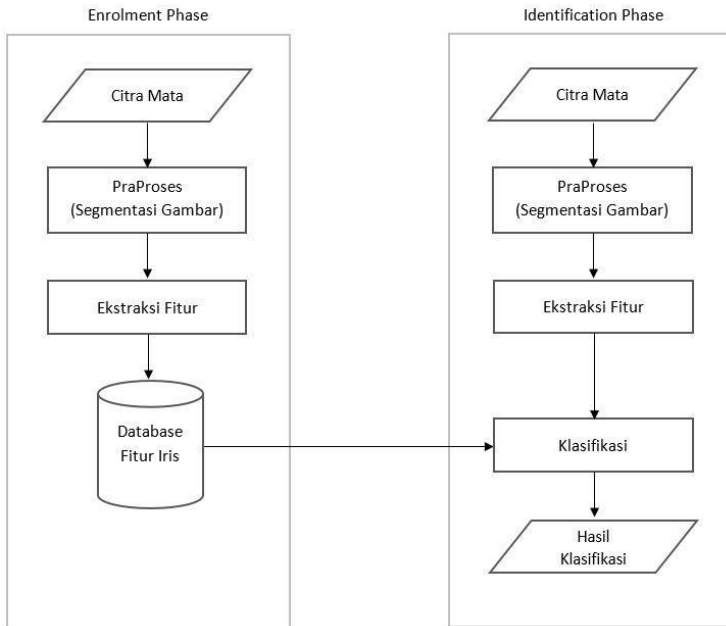 Enrolment Phase
Citra Mata
PraProses
(Segmentasi Gambar)
Ekstraksi Fitur
Database
Fitur Iris
Identification Phase
Citra Mata
PraProses
(Segmentasi Gambar)
Ekstraksi Fitur
Klasifikasi
Hasil
Klasifikasi